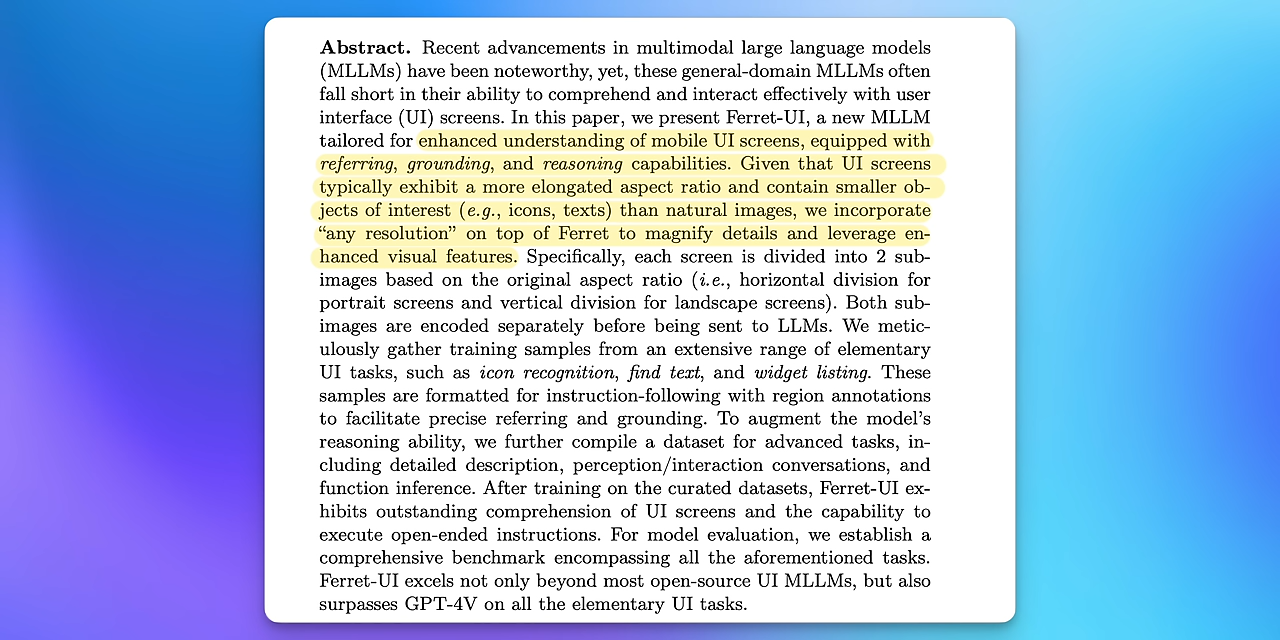 Abstract. Recent advancements in multimodal large language models
(MLLMs) have been noteworthy, yet, these general-domain MLLMs often
fall short in their ability to comprehend and interact effectively with user
interface (UI) screens. In this paper, we present Ferret-UI, a new MLLM
tailored for enhanced understanding of mobile UI screens, equipped with
referring, grounding, and reasoning capabilities. Given that UI screens
typically exhibit a more elongated aspect ratio and contain smaller ob-
jects of interest (e.g., icons, texts) than natural images, we incorporate
“any resolution” on top of Ferret to magnify details and leverage en-
hanced visual features. Specifically, each screen is divided into 2 sub-
images based on the original aspect ratio (i.e., horizontal division for
portrait screens and vertical division for landscape screens). Both sub-
images are encoded separately before being sent to LLMs. We metic-
ulously gather training samples from an extensive range of elementary
UI tasks, such as icon recognition, find text, and widget listing. These
samples are formatted for instruction-following with region annotations
to facilitate precise referring and grounding. To augment the model’s
reasoning ability, we further compile a dataset for advanced tasks, in-
cluding detailed description, perception/interaction conversations, and
function inference. After training on the curated datasets, Ferret-UI ex-
hibits outstanding comprehension of UI screens and the capability to
execute open-ended instructions. For model evaluation, we establish a
comprehensive benchmark encompassing all the aforementioned tasks.
Ferret-UI excels not only beyond most open-source UI MLLMs, but also
surpasses GPT-4V on all the elementary UI tasks.